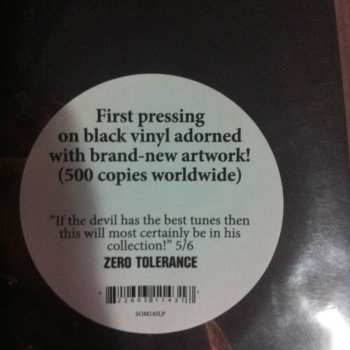 First pressing
on black vinyl adorned
with brand-new artwork!
(500 copies worldwide)
"If the devil has the best tunes then
this will most certainly be in his
collection!" 5/6
ZERO TOLERANCE